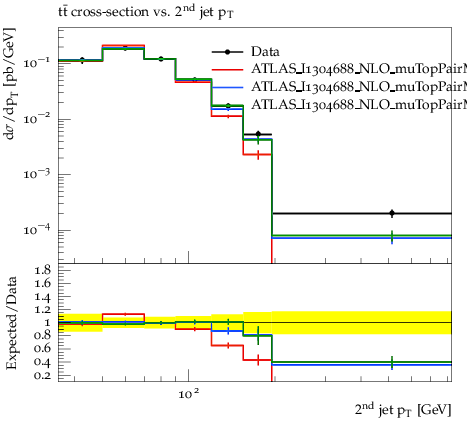 tt̄ cross-section vs. 2nd jet pT
dσ/dpT [pb/GeV]
Data
ATLAS_I1304688_NLO_muTopPairM
ATLAS_I1304688_NLO_muTopPairM
ATLAS_I1304688_NLO_muTopPairM
10⁻¹
10⁻²
10⁻³
10⁻⁴
Expected/Data
1.8
1.6
1.4
1.2
1
0.8
0.6
0.4
0.2
10²
2nd jet pT [GeV]